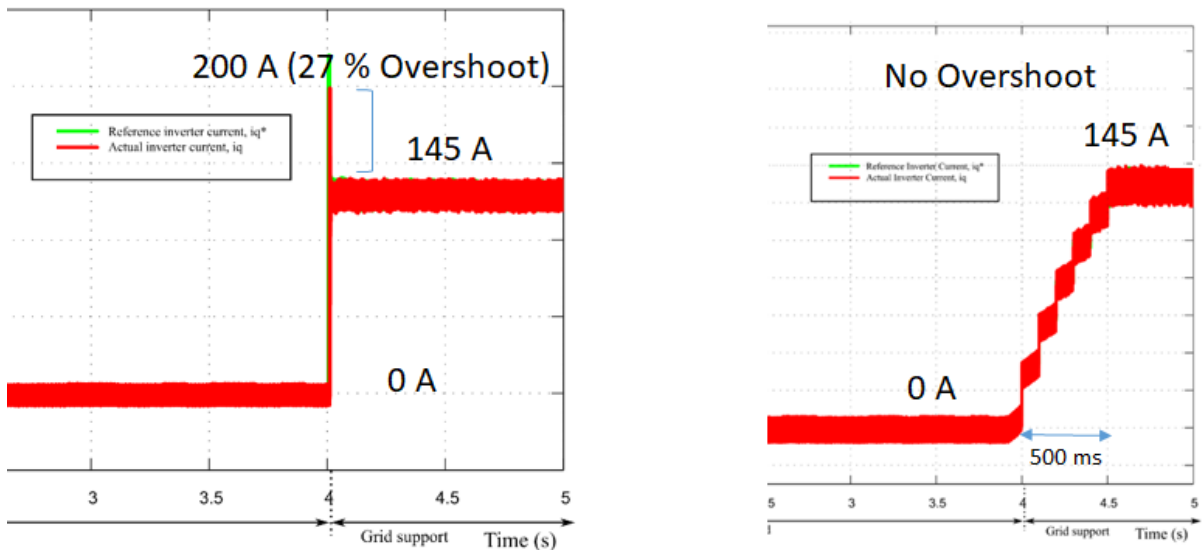 200 A (27 % Overshoot)
Reference inverter current, iq*
Actual inverter current, iq
145 A
0 A
3
3.5
4
4.5
5
Grid support
Time (s)
No Overshoot
145 A
Reference Inverter Current, iq*
Actual Inverter Current, iq
0 A
500 ms
5
3
3.5
4
4.5
5
Grid support
Time (s)